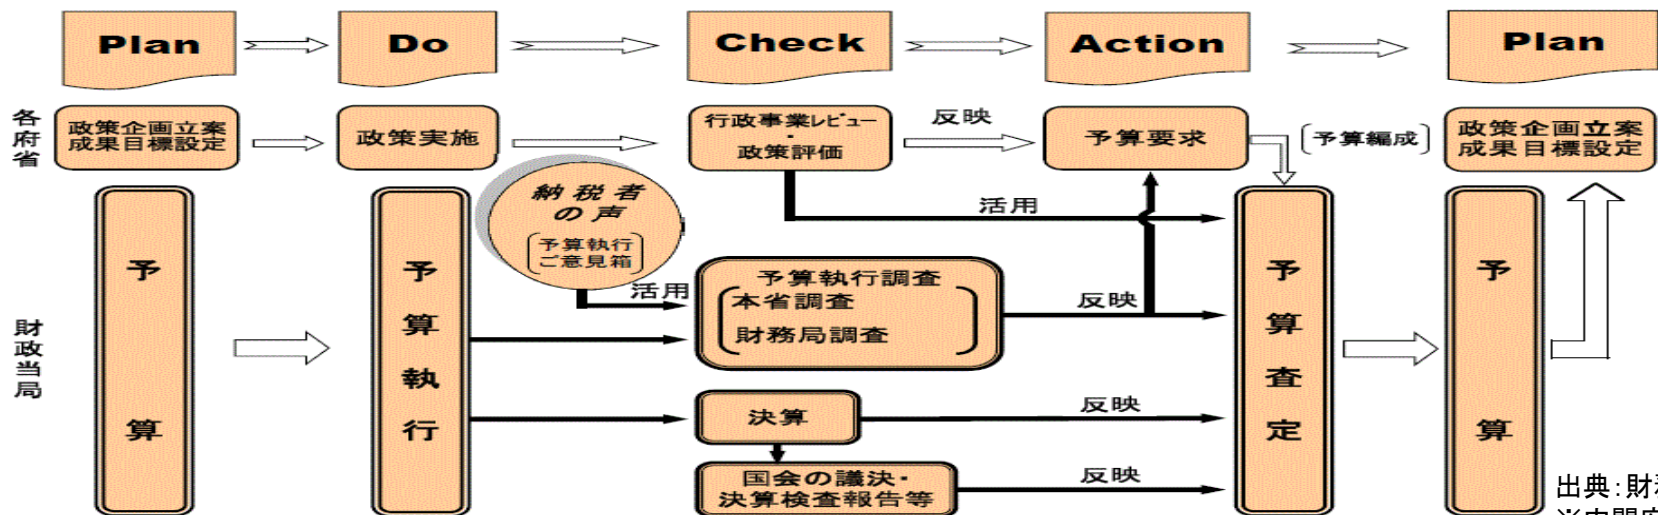 Plan
Do
Check
Action
Plan
各府省
政策企画立案
成果目標設定
政策実施
行政事業レビュー
・
政策評価
反映
予算要求
〔予算編成〕
政策企画立案
成果目標設定
財政当局
予算
予算執行
納税者
の声
予算執行
ご意見箱
活用
活用
予算執行調査
本省調査
財務局調査
反映
決算
反映
国会の議決・
決算検査報告等
反映
予算査定
予算
出典:財